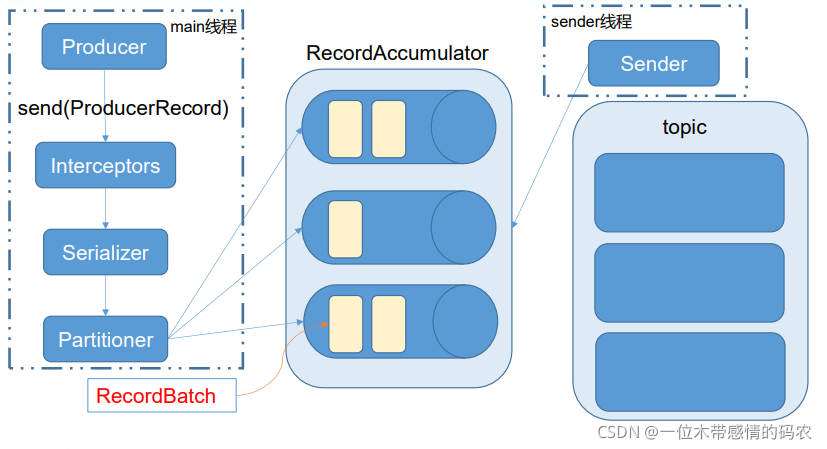 main线程
Producer
send(ProducerRecord)
Interceptors
Serializer
Partitioner
RecordBatch
RecordAccumulator
sender线程
Sender
topic
CSDN @一位木带感情的码农